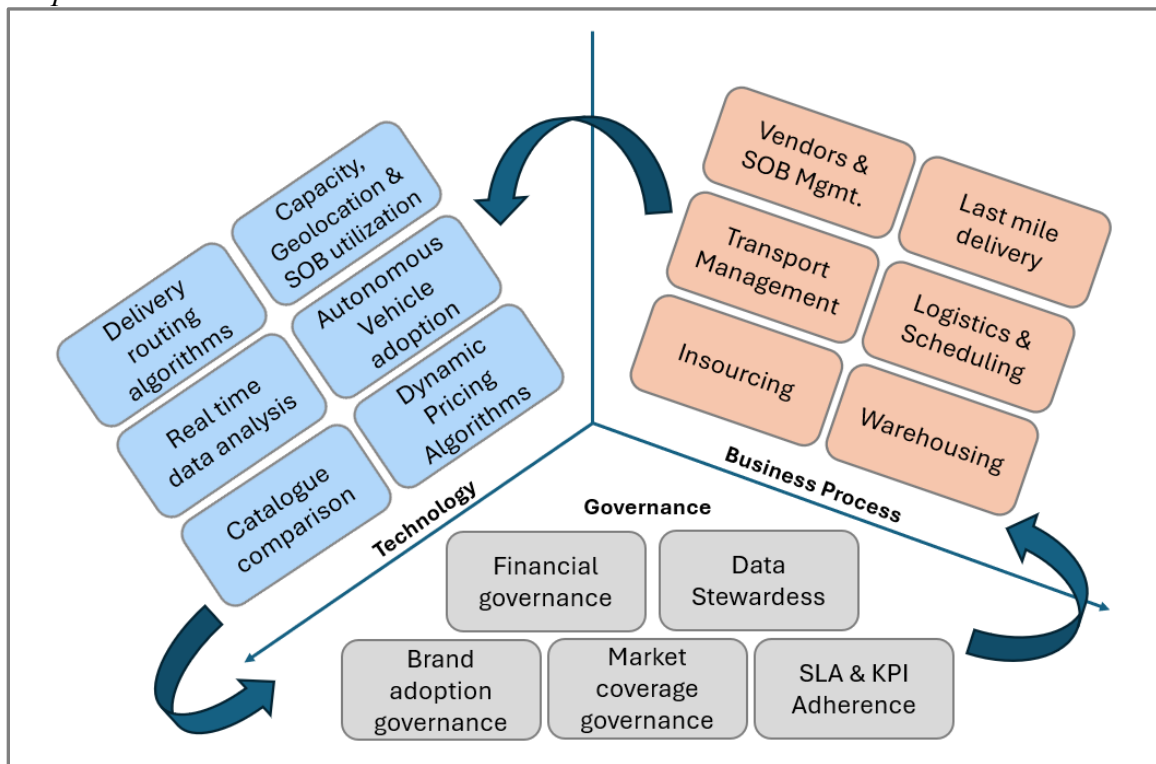 Capacity,
Geolocation &
SOB utilization
Delivery
routing
algorithms
Autonomous
Vehicle
adoption
Real time
data analysis
Dynamic
Pricing
Algorithms
Catalogue
comparison
Technology
Vendors &
SOB Mgmt.
Last mile
delivery
Transport
Management
Logistics &
Scheduling
Insourcing
Warehousing
Business Process
Governance
Financial
governance
Data
Stewardess
Brand
adoption
governance
Market
coverage
governance
SLA & KPI
Adherence